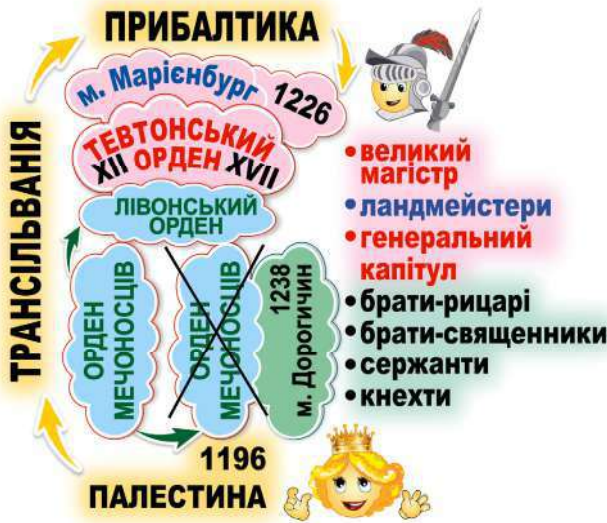 ПРИБАЛТИКА
м. Марієнбург 1226
ТЕВТОНСЬКИЙ
XII ОРДЕН XVII
ЛІВОНСЬКИЙ
ОРДЕН
ТРАНСІЛЬВАНІЯ
ОРДЕН
МЕЧОНОСЦІВ
ОРДЕН
МЕЧОНОСЦІВ
1238
м. Дорогичин
• великий
магістр
• ландмейстери
• генеральний
капітул
• брати-рицарі
• брати-священники
• сержанти
• кнехти
1196
ПАЛЕСТИНА